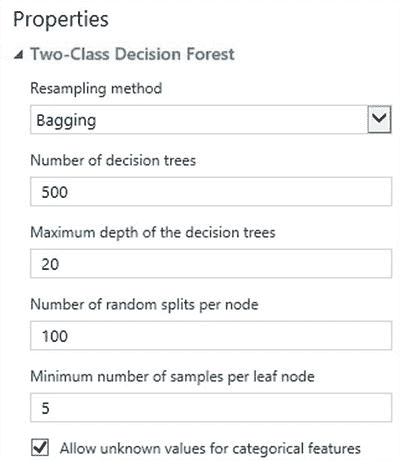 Properties
Two-Class Decision Forest
Resampling method
Bagging
Number of decision trees
500
Maximum depth of the decision trees
20
Number of random splits per node
100
Minimum number of samples per leaf node
5
Allow unknown values for categorical features